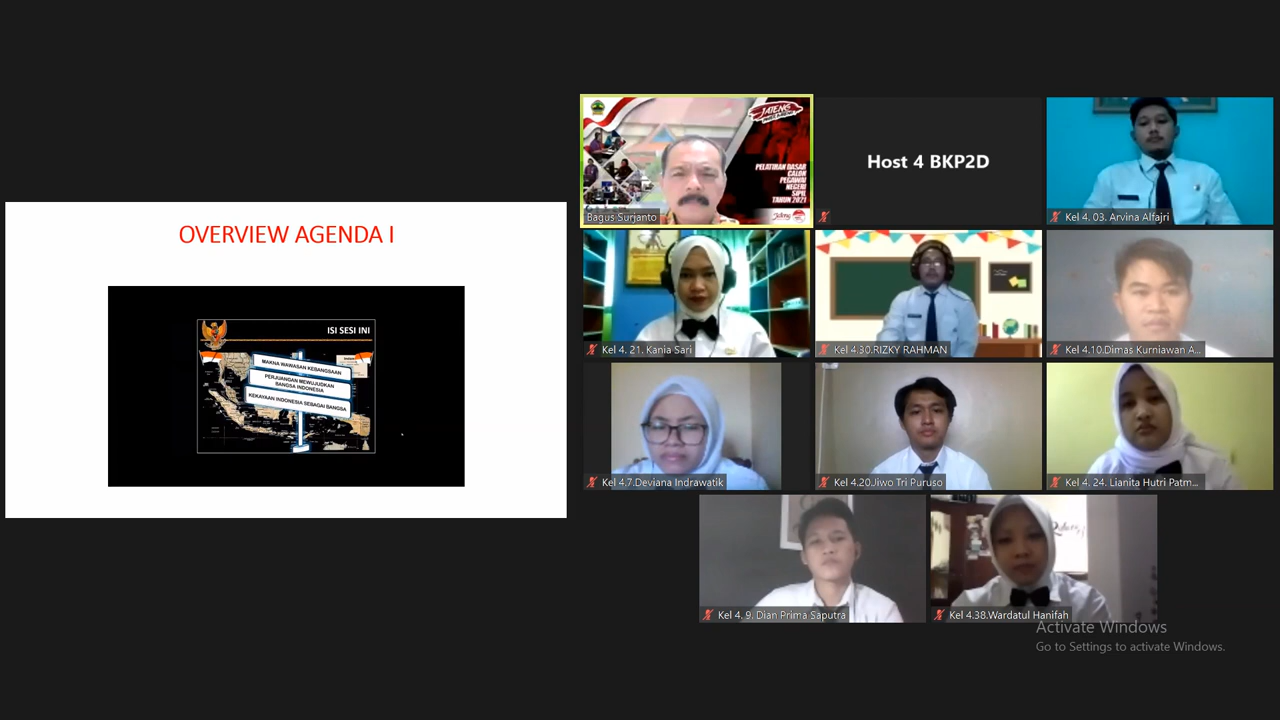 OVERVIEW AGENDA I
ISI SESI INI
MAKNA WAWASAN KEBANGSAAN
PERJUANGAN MEWUJUDKAN
BANGSA INDONESIA
KEKAYAAN INDONESIA SEBAGAI BANGSA
JATENG
PELATIHAN DASAR
CALON
PEGAWAI
NEGERI
SIPIL
TAHUN 2021
Jateng
Bagus Surjanto
Host 4 BKP2D
Kel 4. 03. Arvina Alfajri
Kel 4. 21. Kania Sari
Kel 4.30.RIZKY RAHMAN
Kel 4.10.Dimas Kurniawan A...
Kel 4.7.Deviana Indrawatik
Kel 4.20.Jiwo Tri Puruso
Kel 4. 24. Lianita Hutri Patm...
Kel 4. 9. Dian Prima Saputra
Kel 4.38.Wardatul Hanifah
Activate Windows
Go to Settings to activate Windows.